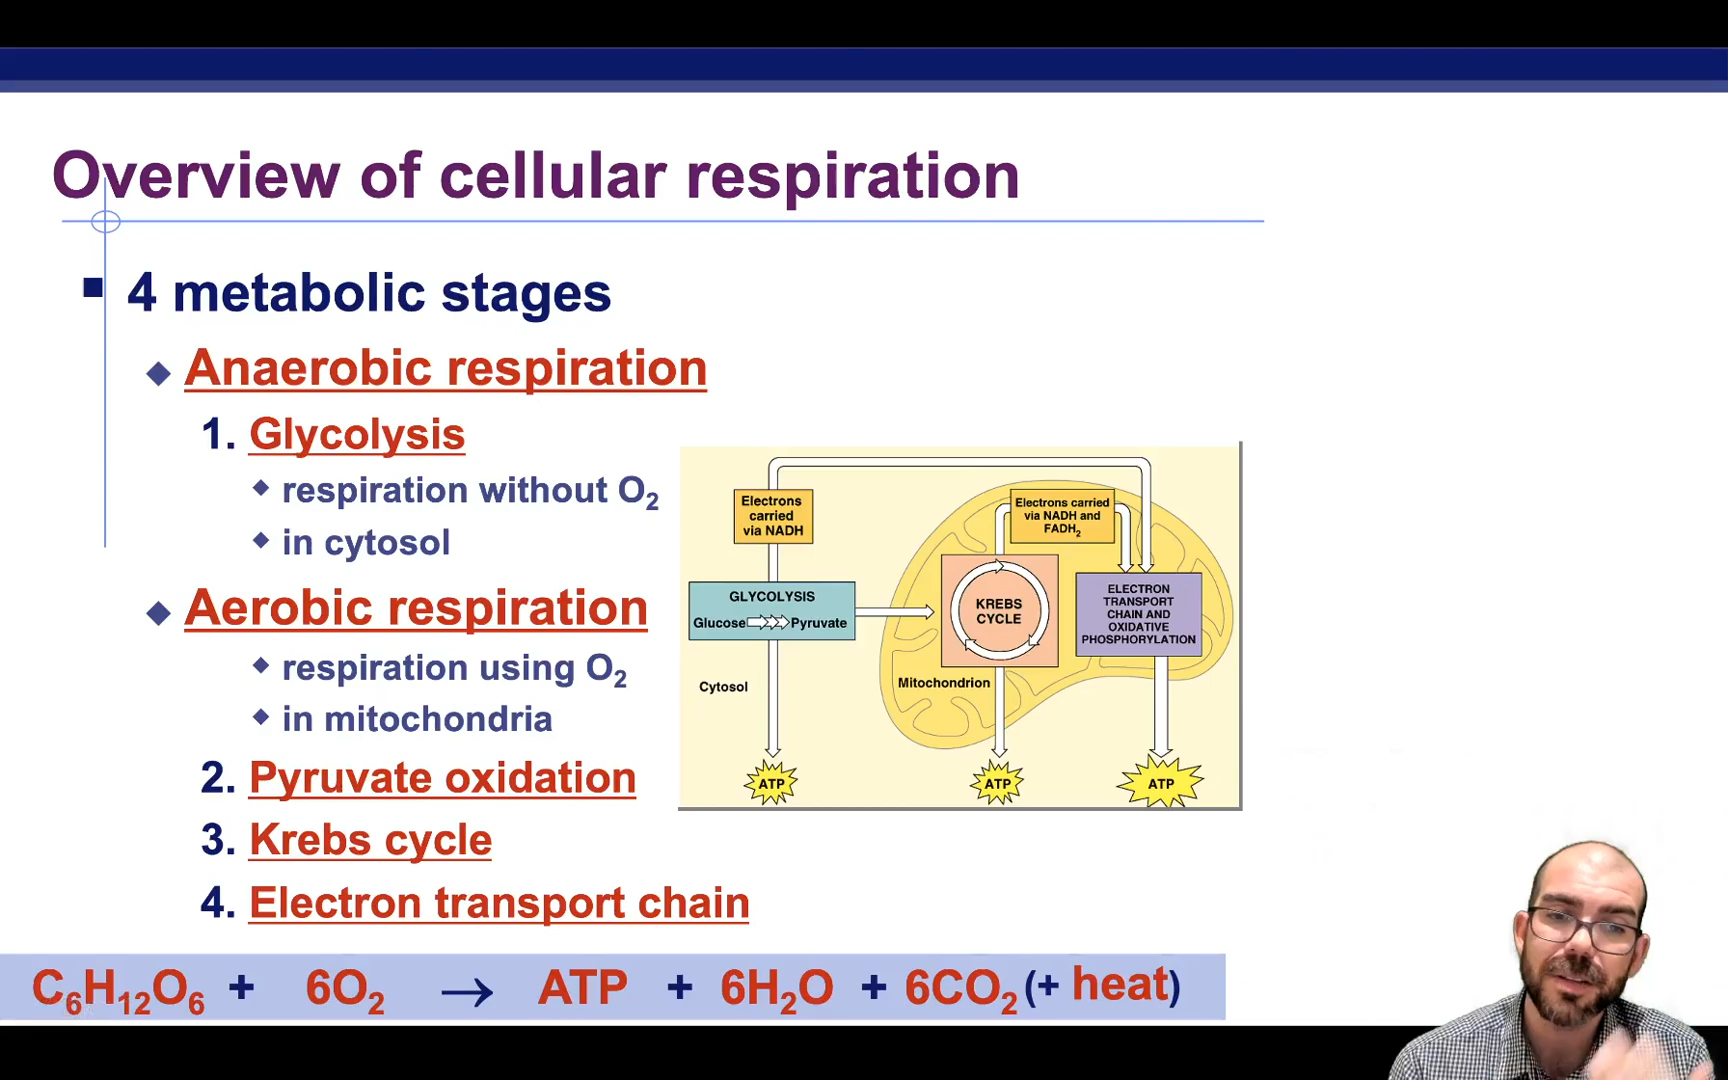 Overview of cellular respiration
4 metabolic stages
Anaerobic respiration
1. Glycolysis
respiration without O₂
in cytosol
Aerobic respiration
respiration using O₂
in mitochondria
2. Pyruvate oxidation
3. Krebs cycle
4. Electron transport chain
Electrons
carried
via NADH
Electrons carried
via NADH and
FADH₂
GLYCOLYSIS
Glucose Pyruvate
KREBS
CYCLE
ELECTRON
TRANSPORT
CHAIN AND
OXIDATIVE
PHOSPHORYLATION
Cytosol
Mitochondrion
ATP
ATP
ATP
C₆H₁₂O₆ + 6O₂ → ATP + 6H₂O + 6CO₂ (+ heat)